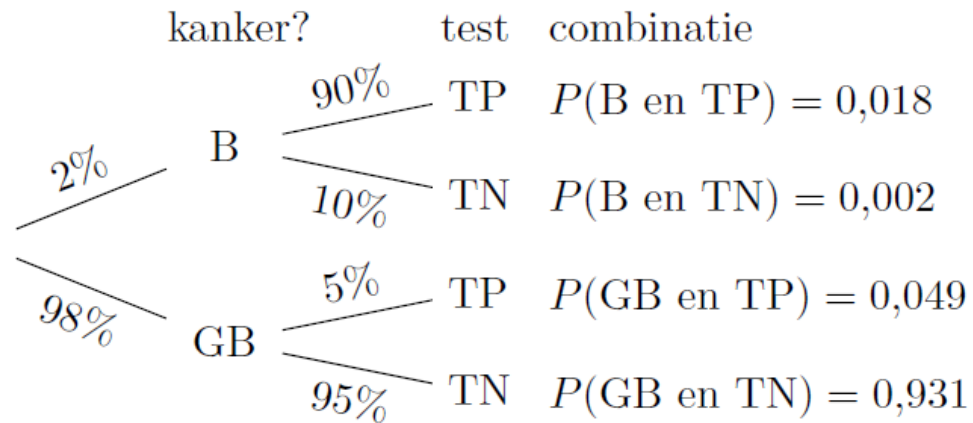 kanker? test combinatie
90% TP P(B en TP) = 0,018
2% B
10% TN P(B en TN) = 0,002
5% TP P(GB en TP) = 0,049
98% GB
95% TN P(GB en TN) = 0,931